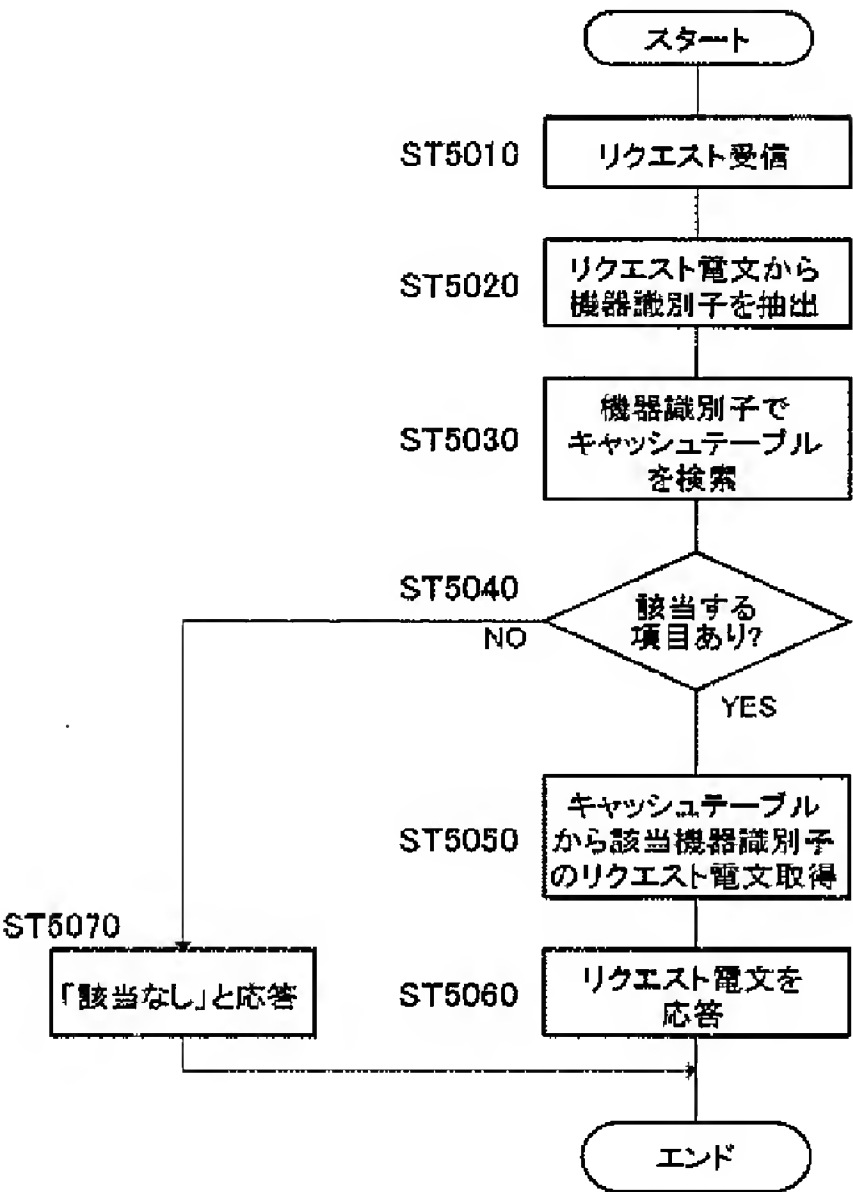 スタート
ST5010
リクエスト受信
ST5020
リクエスト電文から
機器識別子を抽出
ST5030
機器識別子で
キャッシュテーブル
を検索
ST5040
該当する
項目あり?
NO
YES
ST5050
キャッシュテーブル
から該当機器識別子
のリクエスト電文取得
ST5070
「該当なし」と応答
ST5060
リクエスト電文を
応答
エンド